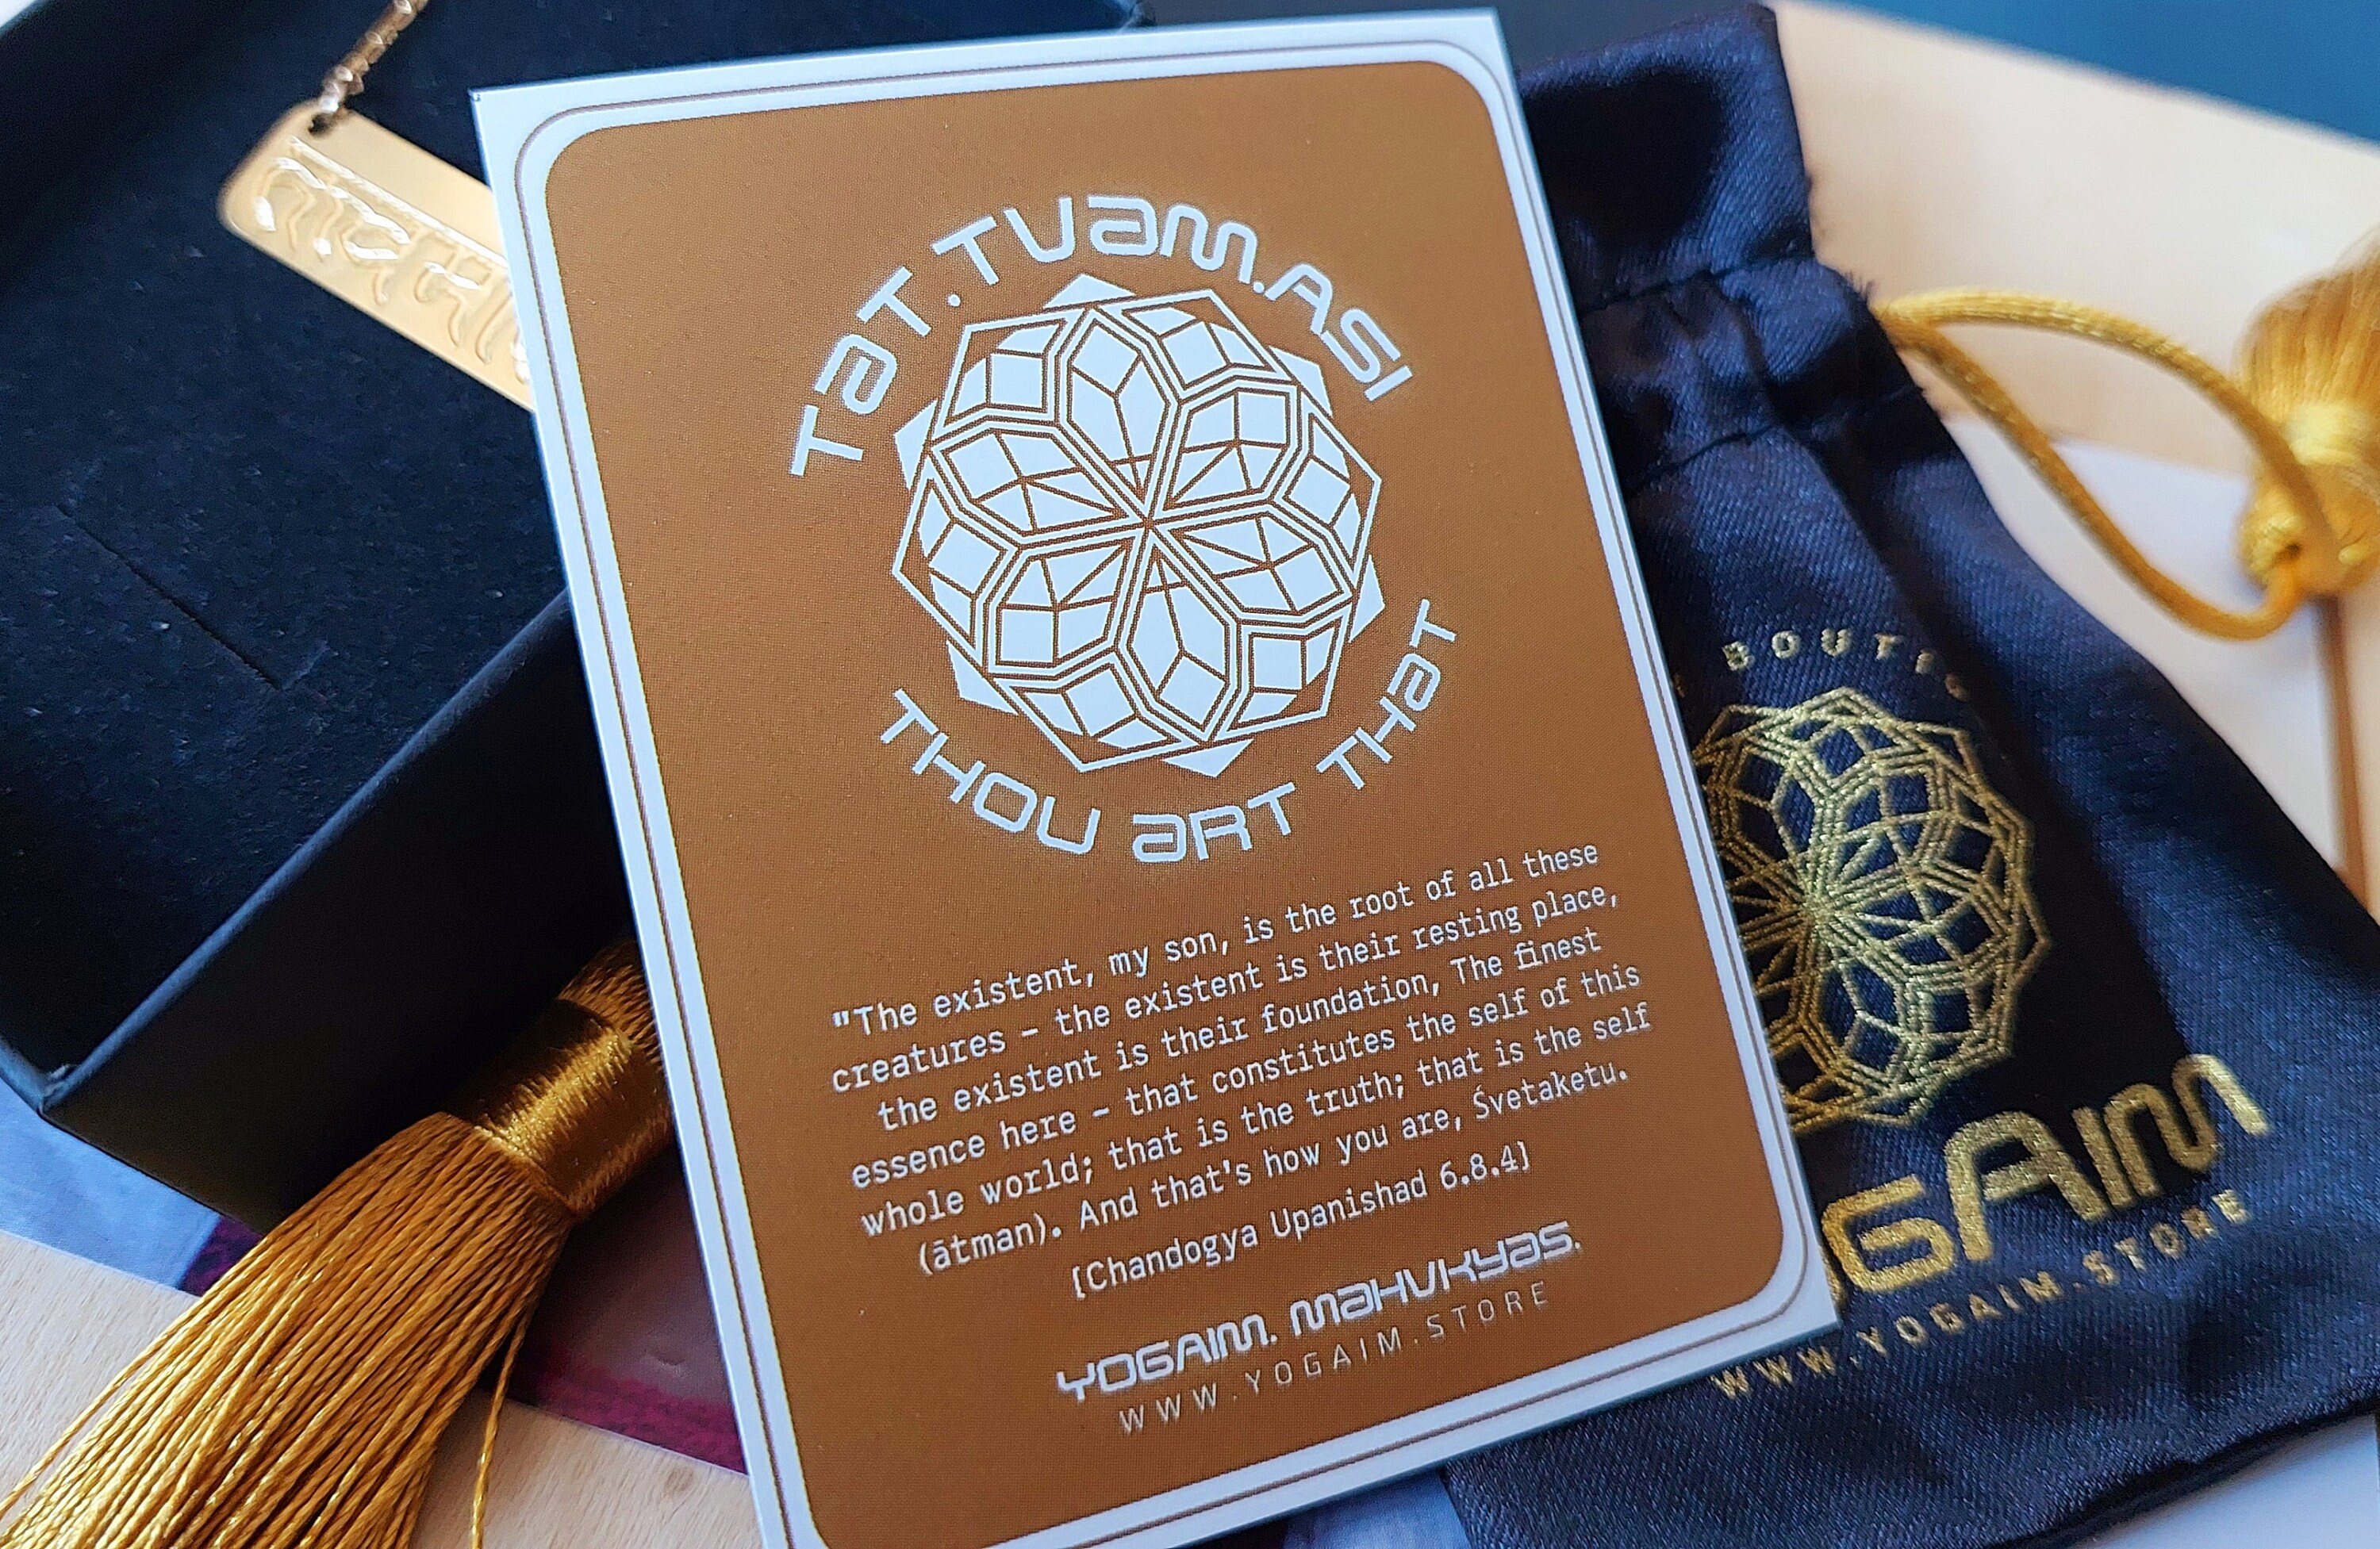 TaT.TVaM.ASI
THOU aRT THaT
"The existent, my son, is the root of all these
creatures – the existent is their resting place,
the existent is their foundation, The finest
essence here – that constitutes the self of this
whole world; that is the truth; that is the self
(ātman). And that's how you are, Śvetaketu.
[Chandogya Upanishad 6.8.4]
YOGAIM. MaHVKYaS.
WWW.YOGAIM.STORE
WWW.YOGAIM.STORE